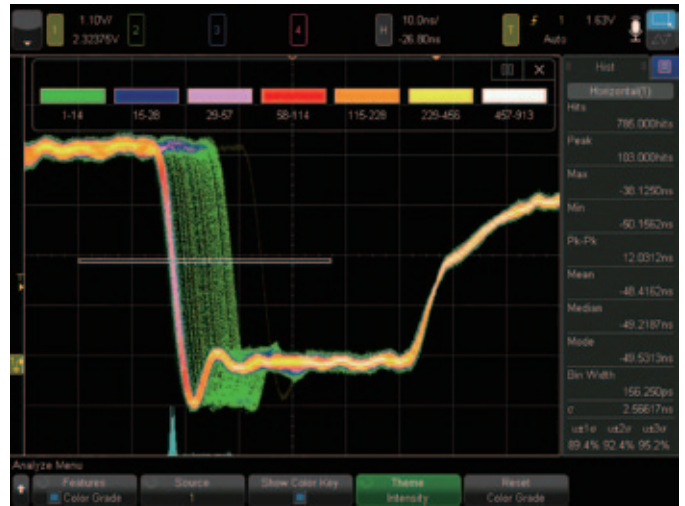 1 1.10V/ 2.32375V 2 3 4 H 10.0ns/ -26.80ns T 1 1.63V Auto
1-14 15-28 29-57 58-114 115-228 229-456 457-913
Hist
Horizontal(1)
Hits
785.000hits
Peak
103.000hits
Max
-38.1250ns
Min
-50.1562ns
Pk-Pk
12.0312ns
Mean
-48.4162ns
Median
-49.2187ns
Mode
-49.5313ns
Bin Width
156.250ps
σ 2.56617ns
u±1σ u±2σ u±3σ
89.4% 92.4% 95.2%
Analyze Menu
Features
Color Grade
Source
1
Show Color Key
Theme
Intensity
Reset
Color Grade